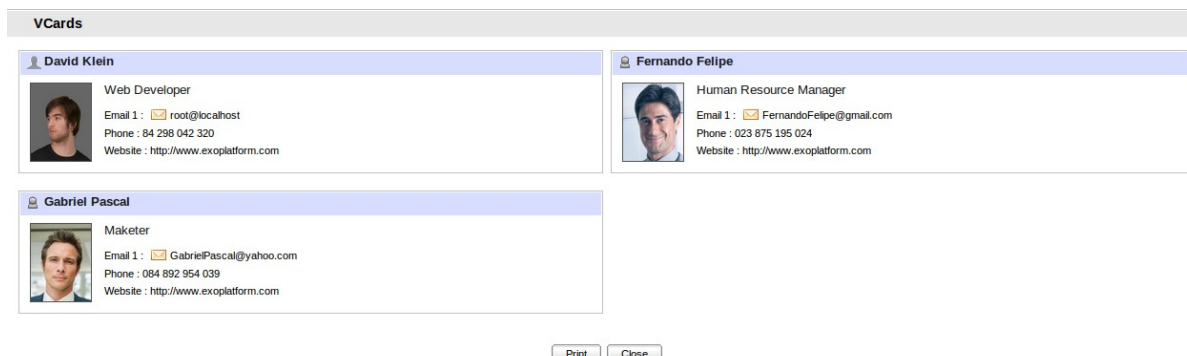 VCards
David Klein
Web Developer
Email 1 : root@localhost
Phone : 84 298 042 320
Website : http://www.exoplatform.com
Fernando Felipe
Human Resource Manager
Email 1 : FernandoFelipe@gmail.com
Phone : 023 875 195 024
Website : http://www.exoplatform.com
Gabriel Pascal
Maketer
Email 1 : GabrielPascal@yahoo.com
Phone : 084 892 954 039
Website : http://www.exoplatform.com
Print Close